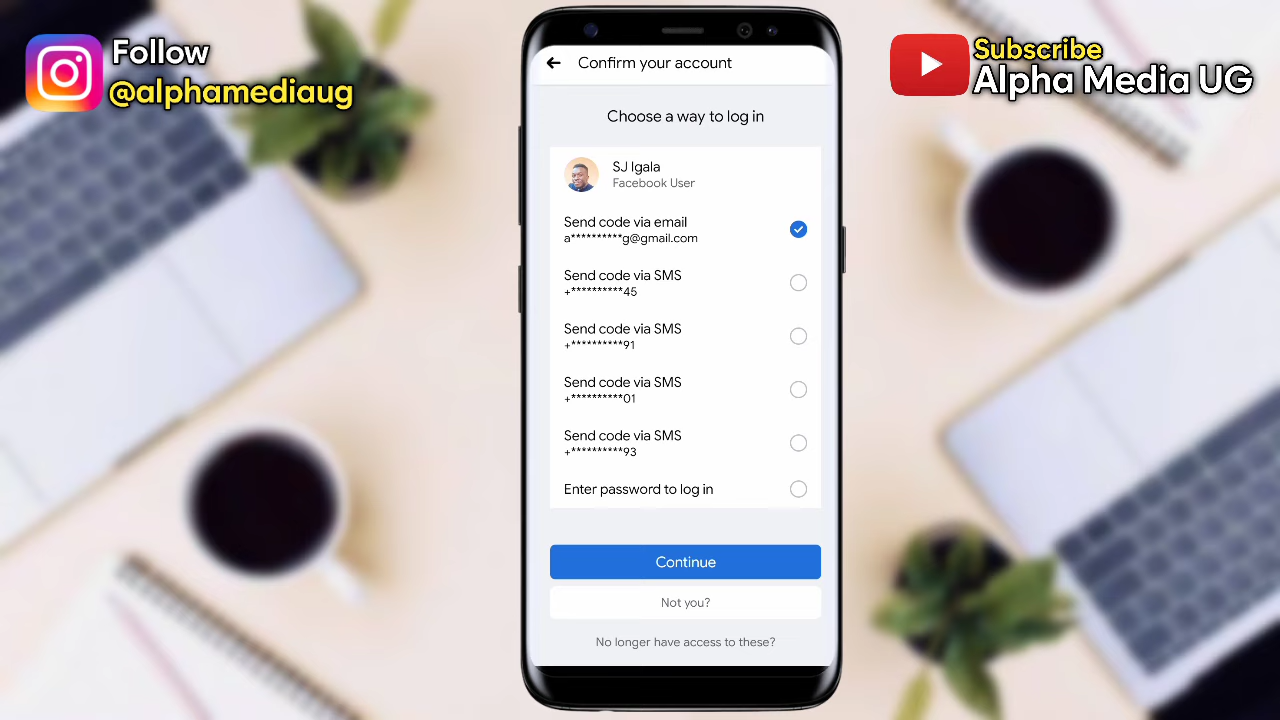 Follow
@alphamediaug
Subscribe
Alpha Media UG
Confirm your account
Choose a way to log in
SJ Igala
Facebook User
Send code via email
a**********g@gmail.com
Send code via SMS
+**********45
Send code via SMS
+**********91
Send code via SMS
+**********01
Send code via SMS
+**********93
Enter password to log in
Continue
Not you?
No longer have access to these?